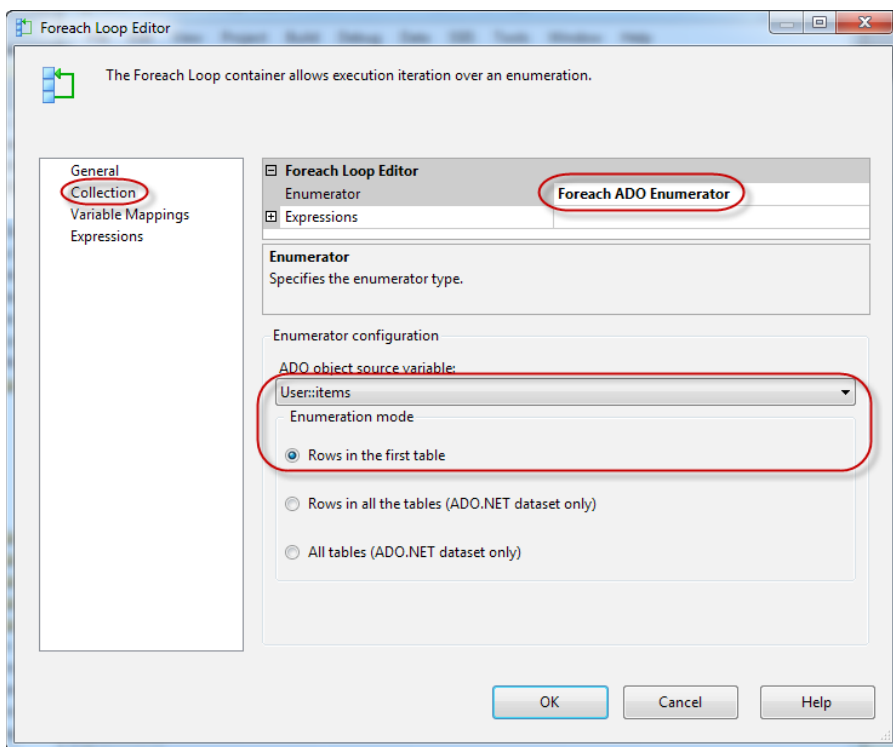 Foreach Loop Editor
The Foreach Loop container allows execution iteration over an enumeration.
General
Collection
Variable Mappings
Expressions
Foreach Loop Editor
Enumerator Foreach ADO Enumerator
Expressions
Enumerator
Specifies the enumerator type.
Enumerator configuration
ADO object source variable:
User::items
Enumeration mode
Rows in the first table
Rows in all the tables (ADO.NET dataset only)
All tables (ADO.NET dataset only)
OK Cancel Help